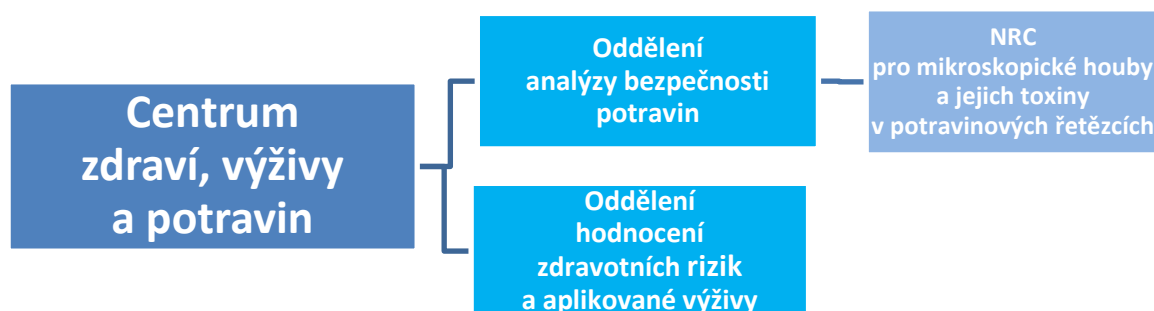 Centrum
zdraví, výživy
a potravin
Oddělení
analýzy bezpečnosti
potravin
NRC
pro mikroskopické houby
a jejich toxiny
v potravinových řetězcích
Oddělení
hodnocení
zdravotních rizik
a aplikované výživy